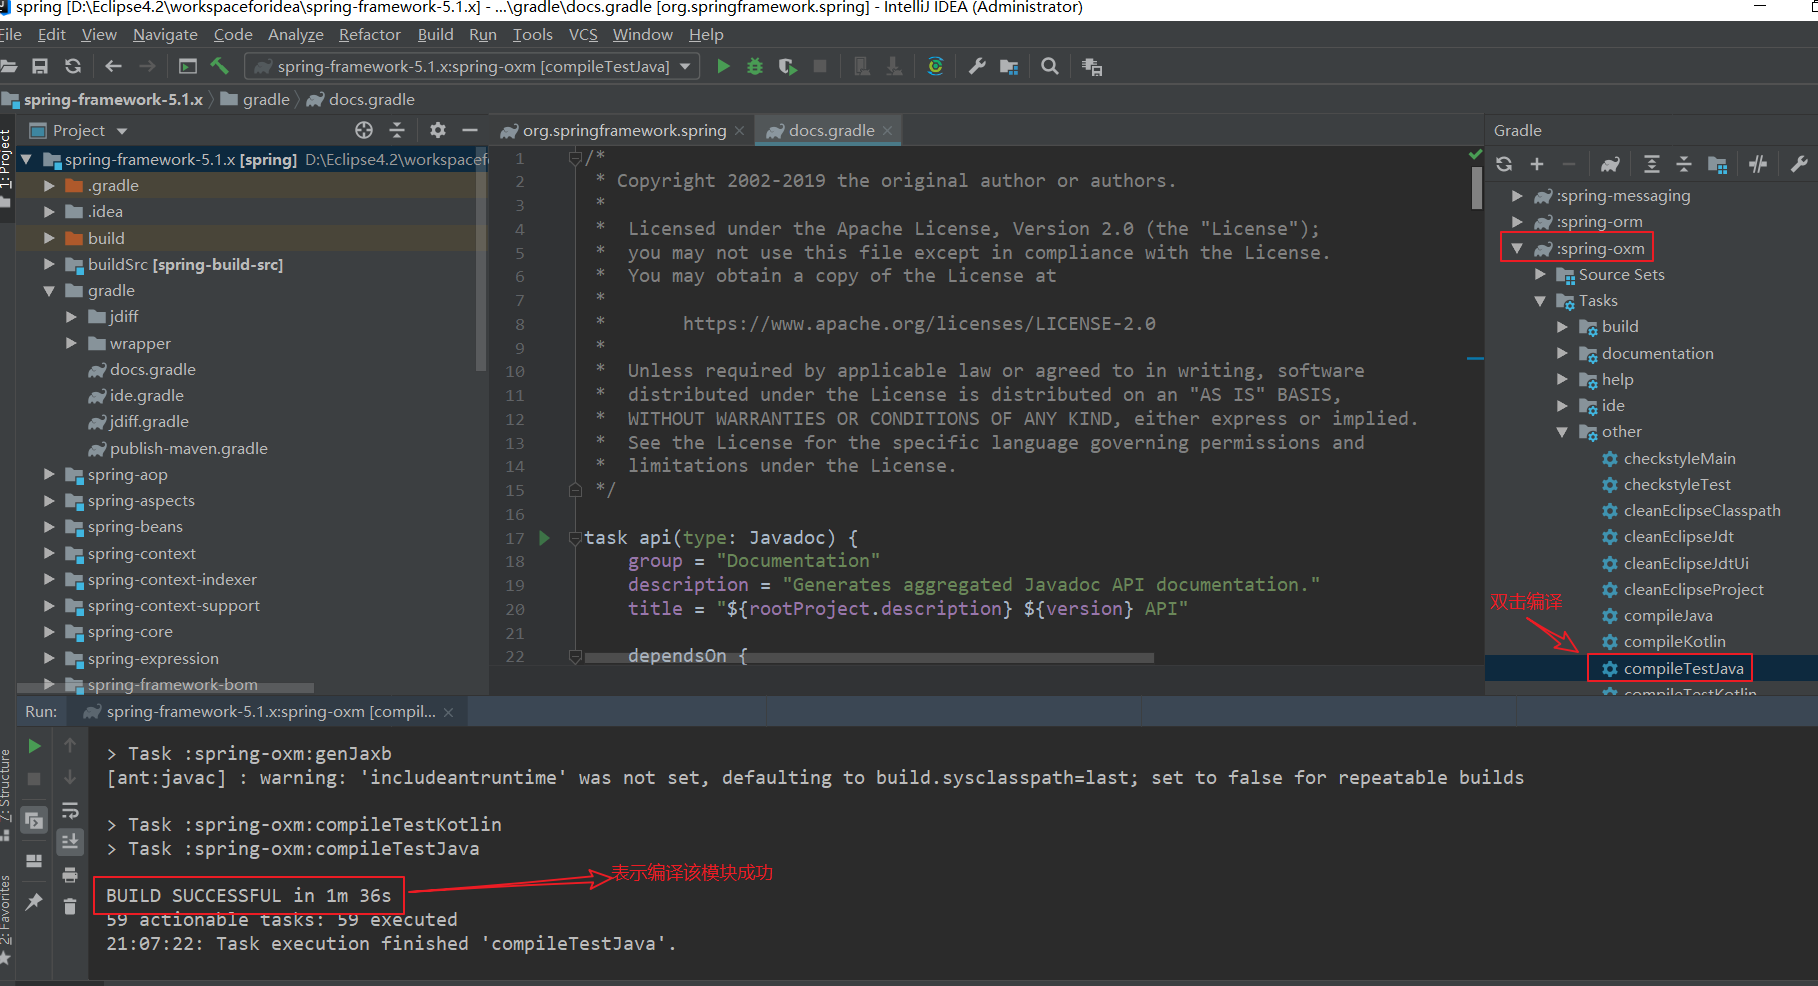 spring [D:\Eclipse4.2\workspaceforidea\spring-framework-5.1.x] - ...\gradle\docs.gradle [org.springframework.spring] - IntelliJ IDEA (Administrator)
File Edit View Navigate Code Analyze Refactor Build Run Tools VCS Window Help
spring-framework-5.1.x:spring-oxm [compileTestJava]
spring-framework-5.1.x gradle docs.gradle
1: Project
Project
spring-framework-5.1.x [spring] D:\Eclipse4.2\workspacef
.gradle
.idea
build
buildSrc [spring-build-src]
gradle
jdiff
wrapper
docs.gradle
ide.gradle
jdiff.gradle
publish-maven.gradle
spring-aop
spring-aspects
spring-beans
spring-context
spring-context-indexer
spring-context-support
spring-core
spring-expression
spring-framework-bom
org.springframework.spring docs.gradle
1 /*
2 * Copyright 2002-2019 the original author or authors.
3 *
4 * Licensed under the Apache License, Version 2.0 (the "License");
5 * you may not use this file except in compliance with the License.
6 * You may obtain a copy of the License at
7 *
8 * https://www.apache.org/licenses/LICENSE-2.0
9 *
10 * Unless required by applicable law or agreed to in writing, software
11 * distributed under the License is distributed on an "AS IS" BASIS,
12 * WITHOUT WARRANTIES OR CONDITIONS OF ANY KIND, either express or implied.
13 * See the License for the specific language governing permissions and
14 * limitations under the License.
15 */
16
17 task api(type: Javadoc) {
18 group = "Documentation"
19 description = "Generates aggregated Javadoc API documentation."
20 title = "${rootProject.description} ${version} API"
21
22 dependsOn {
Gradle
:spring-messaging
:spring-orm
:spring-oxm
Source Sets
Tasks
build
documentation
help
ide
other
checkstyleMain
checkstyleTest
cleanEclipseClasspath
cleanEclipseJdt
cleanEclipseJdtUi
cleanEclipseProject
compileJava
compileKotlin
compileTestJava
compileTestKotlin
双击编译
Run: spring-framework-5.1.x:spring-oxm [compil...
> Task :spring-oxm:genJaxb
[ant:javac] : warning: 'includeantruntime' was not set, defaulting to build.sysclasspath=last; set to false for repeatable builds
> Task :spring-oxm:compileTestKotlin
> Task :spring-oxm:compileTestJava
BUILD SUCCESSFUL in 1m 36s
表示编译该模块成功
59 actionable tasks: 59 executed
21:07:22: Task execution finished 'compileTestJava'.
7: Structure
2: Favorites